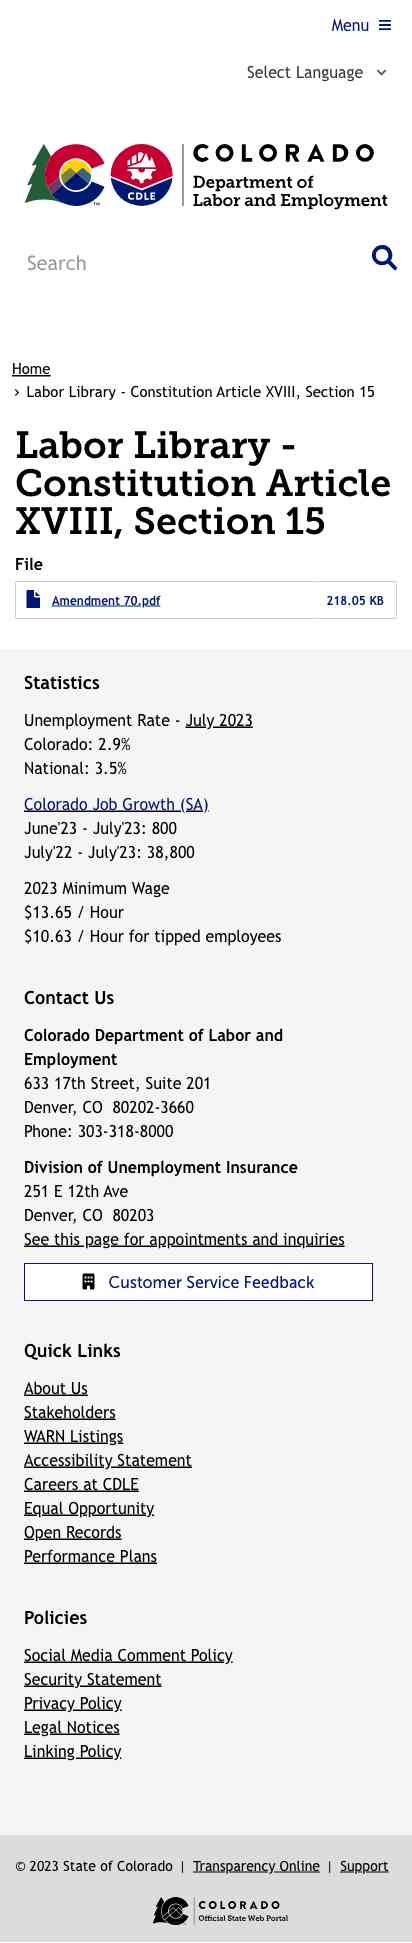 Menu
Select Language
CDLE
TM
COLORADO
Department of
Labor and Employment
Search
Home
› Labor Library - Constitution Article XVIII, Section 15
Labor Library -
Constitution Article
XVIII, Section 15
File
Amendment 70.pdf 218.05 KB
Statistics
Unemployment Rate - July 2023
Colorado: 2.9%
National: 3.5%
Colorado Job Growth (SA)
June'23 - July'23: 800
July'22 - July'23: 38,800
2023 Minimum Wage
$13.65 / Hour
$10.63 / Hour for tipped employees
Contact Us
Colorado Department of Labor and
Employment
633 17th Street, Suite 201
Denver, CO  80202-3660
Phone: 303-318-8000
Division of Unemployment Insurance
251 E 12th Ave
Denver, CO  80203
See this page for appointments and inquiries
Customer Service Feedback
Quick Links
About Us
Stakeholders
WARN Listings
Accessibility Statement
Careers at CDLE
Equal Opportunity
Open Records
Performance Plans
Policies
Social Media Comment Policy
Security Statement
Privacy Policy
Legal Notices
Linking Policy
© 2023 State of Colorado | Transparency Online | Support
COLORADO
Official State Web Portal